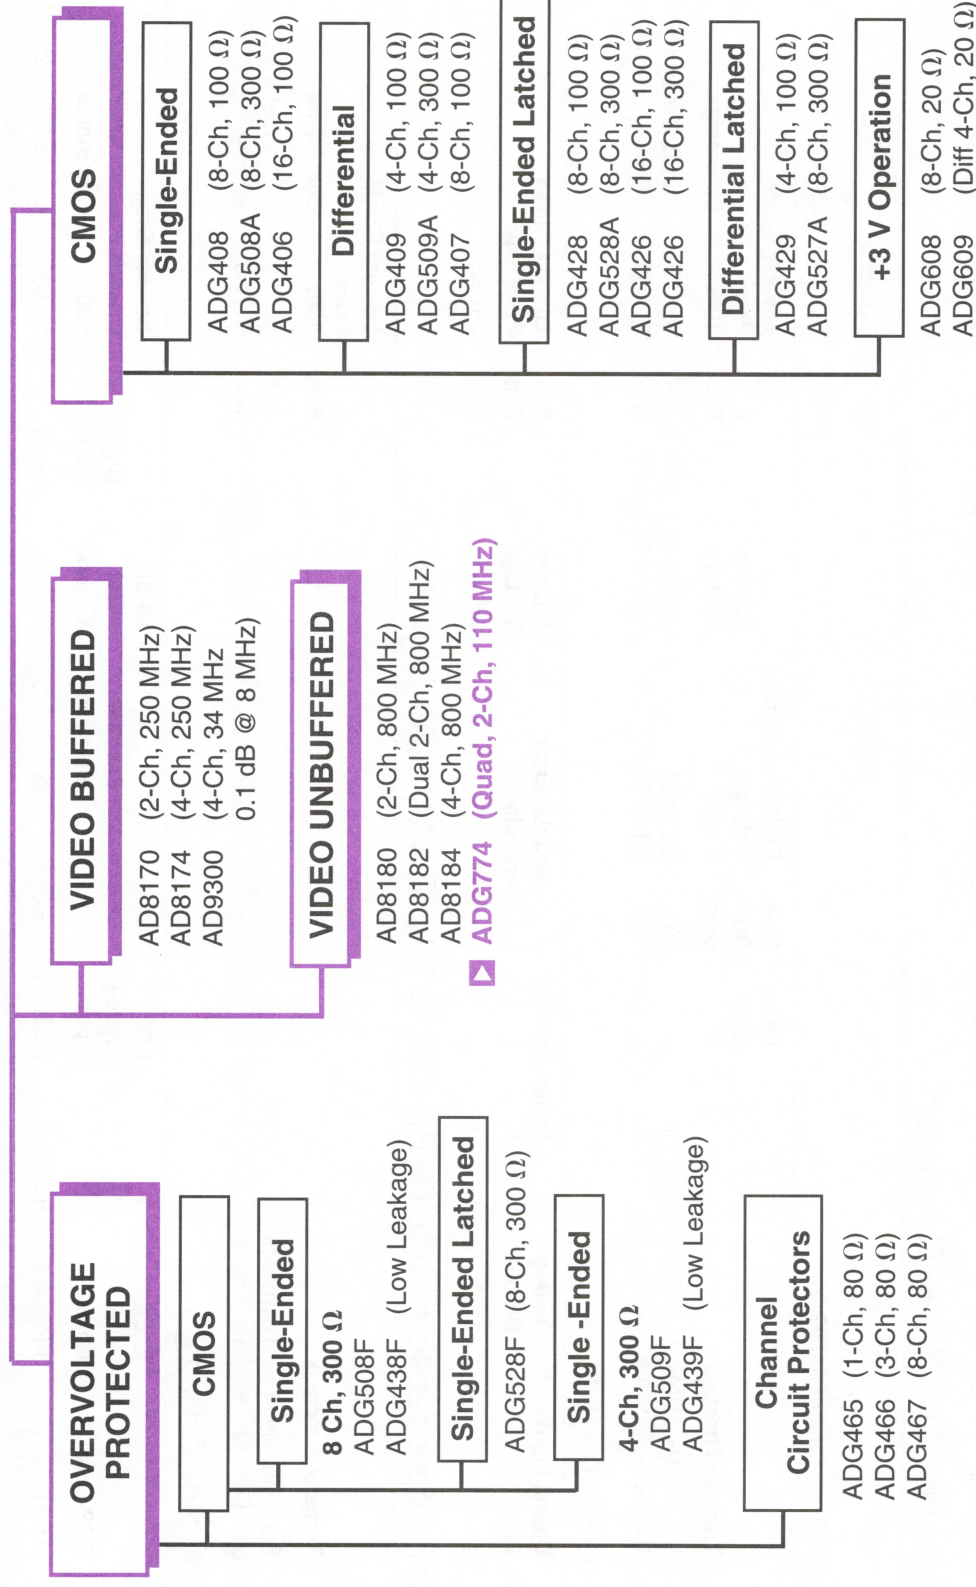 OVERVOLTAGE
PROTECTED
CMOS
Single-Ended
8 Ch, 300 Ω
ADG508F
ADG438F (Low Leakage)
Single-Ended Latched
ADG528F (8-Ch, 300 Ω)
Single -Ended
4-Ch, 300 Ω
ADG509F
ADG439F (Low Leakage)
Channel
Circuit Protectors
ADG465 (1-Ch, 80 Ω)
ADG466 (3-Ch, 80 Ω)
ADG467 (8-Ch, 80 Ω)
VIDEO BUFFERED
AD8170 (2-Ch, 250 MHz)
AD8174 (4-Ch, 250 MHz)
AD9300 (4-Ch, 34 MHz
0.1 dB @ 8 MHz)
VIDEO UNBUFFERED
AD8180 (2-Ch, 800 MHz)
AD8182 (Dual 2-Ch, 800 MHz)
AD8184 (4-Ch, 800 MHz)
ADG774 (Quad, 2-Ch, 110 MHz)
CMOS
Single-Ended
ADG408 (8-Ch, 100 Ω)
ADG508A (8-Ch, 300 Ω)
ADG406 (16-Ch, 100 Ω)
Differential
ADG409 (4-Ch, 100 Ω)
ADG509A (4-Ch, 300 Ω)
ADG407 (8-Ch, 100 Ω)
Single-Ended Latched
ADG428 (8-Ch, 100 Ω)
ADG528A (8-Ch, 300 Ω)
ADG426 (16-Ch, 100 Ω)
ADG426 (16-Ch, 300 Ω)
Differential Latched
ADG429 (4-Ch, 100 Ω)
ADG527A (8-Ch, 300 Ω)
+3 V Operation
ADG608 (8-Ch, 20 Ω)
ADG609 (Diff 4-Ch, 20 Ω)